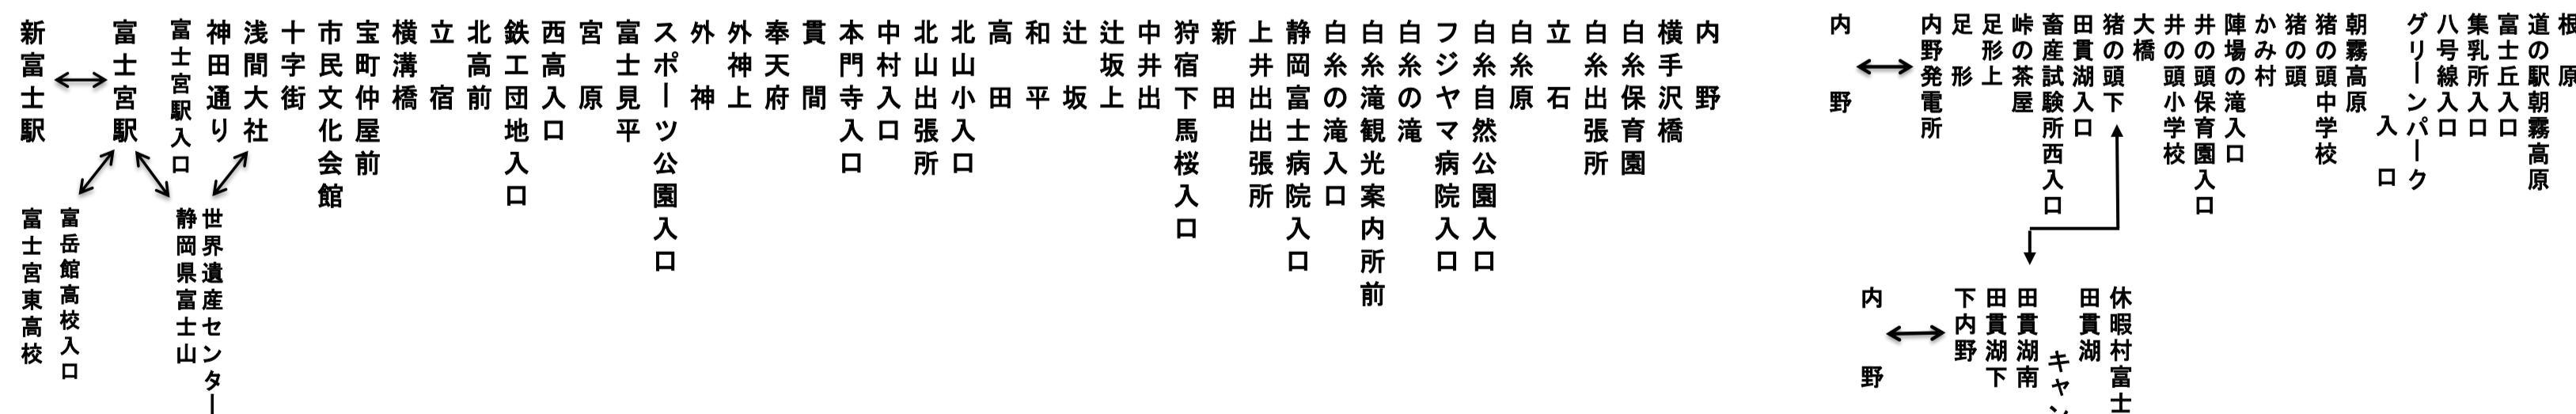 新富士駅
富士宮駅
富士宮駅入口
神田通り
浅間大社
十字街
市民文化会館
宝町仲屋前
横溝橋
立宿
北高前
鉄工団地入口
西高入口
宮原
富士見平
スポーツ公園入口
外神
外神上
奉天府
貫間
本門寺入口
中村入口
北山出張所
北山小入口
高田
和平
辻坂
辻坂上
中井出
狩宿下馬桜入口
新田
上井出出張所
静岡富士病院入口
白糸の滝入口
白糸滝観光案内所前
白糸の滝
フジヤマ病院入口
白糸自然公園入口
白糸原
立石
白糸出張所
白糸保育園
横手沢橋
内野
富士宮東高校
富岳館高校入口
静岡県富士山
世界遺産センター
内野
内野発電所
足形
足形上
峠の茶屋
畜産試験所西入口
田貫湖入口
猪の頭下
大橋
井の頭小学校
井の頭保育園入口
陣場の滝入口
かみ村
猪の頭
猪の頭中学校
朝霧高原
入口
グリーンパーク
八号線入口
集乳所入口
富士丘入口
道の駅朝霧高原
根原
内野
下内野
田貫湖下
田貫湖南
キャン
田貫湖
休暇村富士